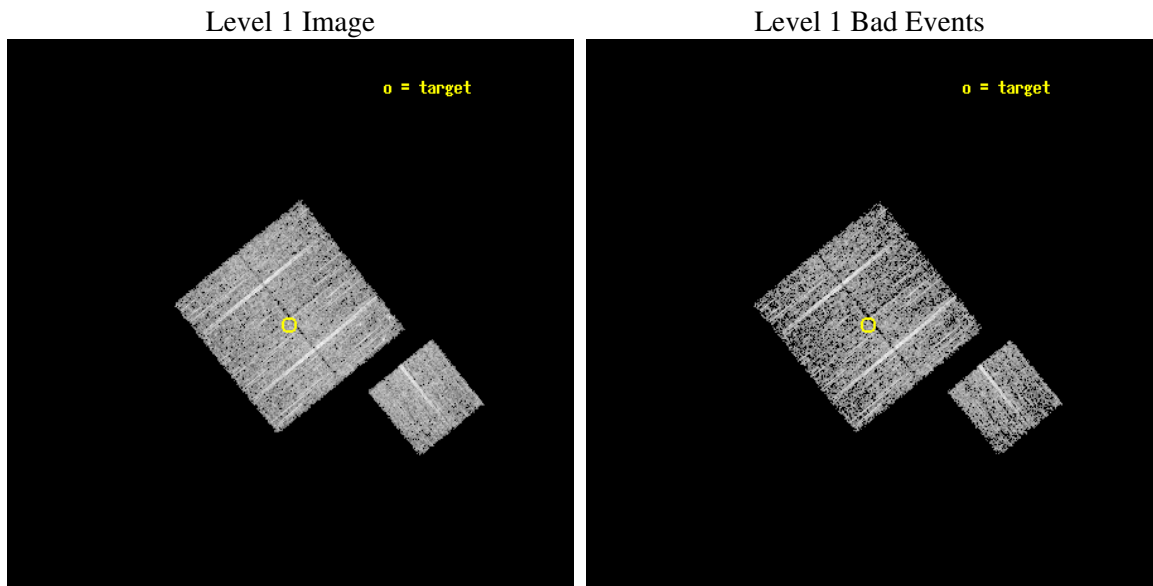 Level 1 Image
Level 1 Bad Events
o = target
o = target